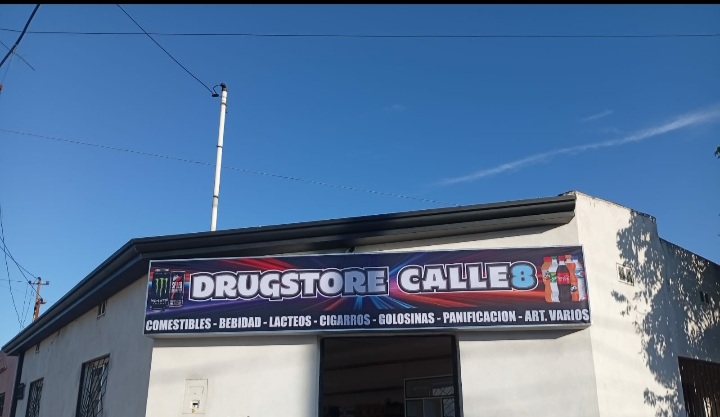 DRUGSTORE CALLE8
COMESTIBLES - BEBIDAD - LACTEOS - CIGARROS - GOLOSINAS - PANIFICACION - ART. VARIOS